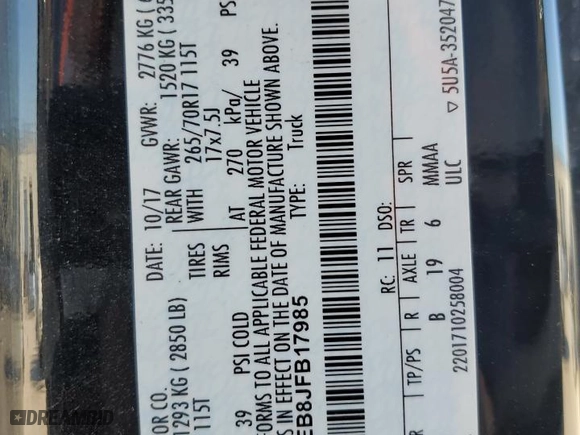 OR CO. DATE: 10/17 GVWR: 2776 KG (
1293 KG ( 2850 LB) REAR GAWR: 1520 KG ( 335
115T TIRES WITH 265/70R17 115T
RIMS 17x7.5J
39 PSI COLD AT 270 kPa/ 39 PS
FORMS TO ALL APPLICABLE FEDERAL MOTOR VEHICLE
S IN EFFECT ON THE DATE OF MANUFACTURE SHOWN ABOVE.
EB8JFB17985 TYPE: Truck
RC: 11 DSO:
R TP/PS R AXLE TR SPR
B 19 6 MMAA
2201710258004 ULC
▽ 5U5A-352047
DREAMBID